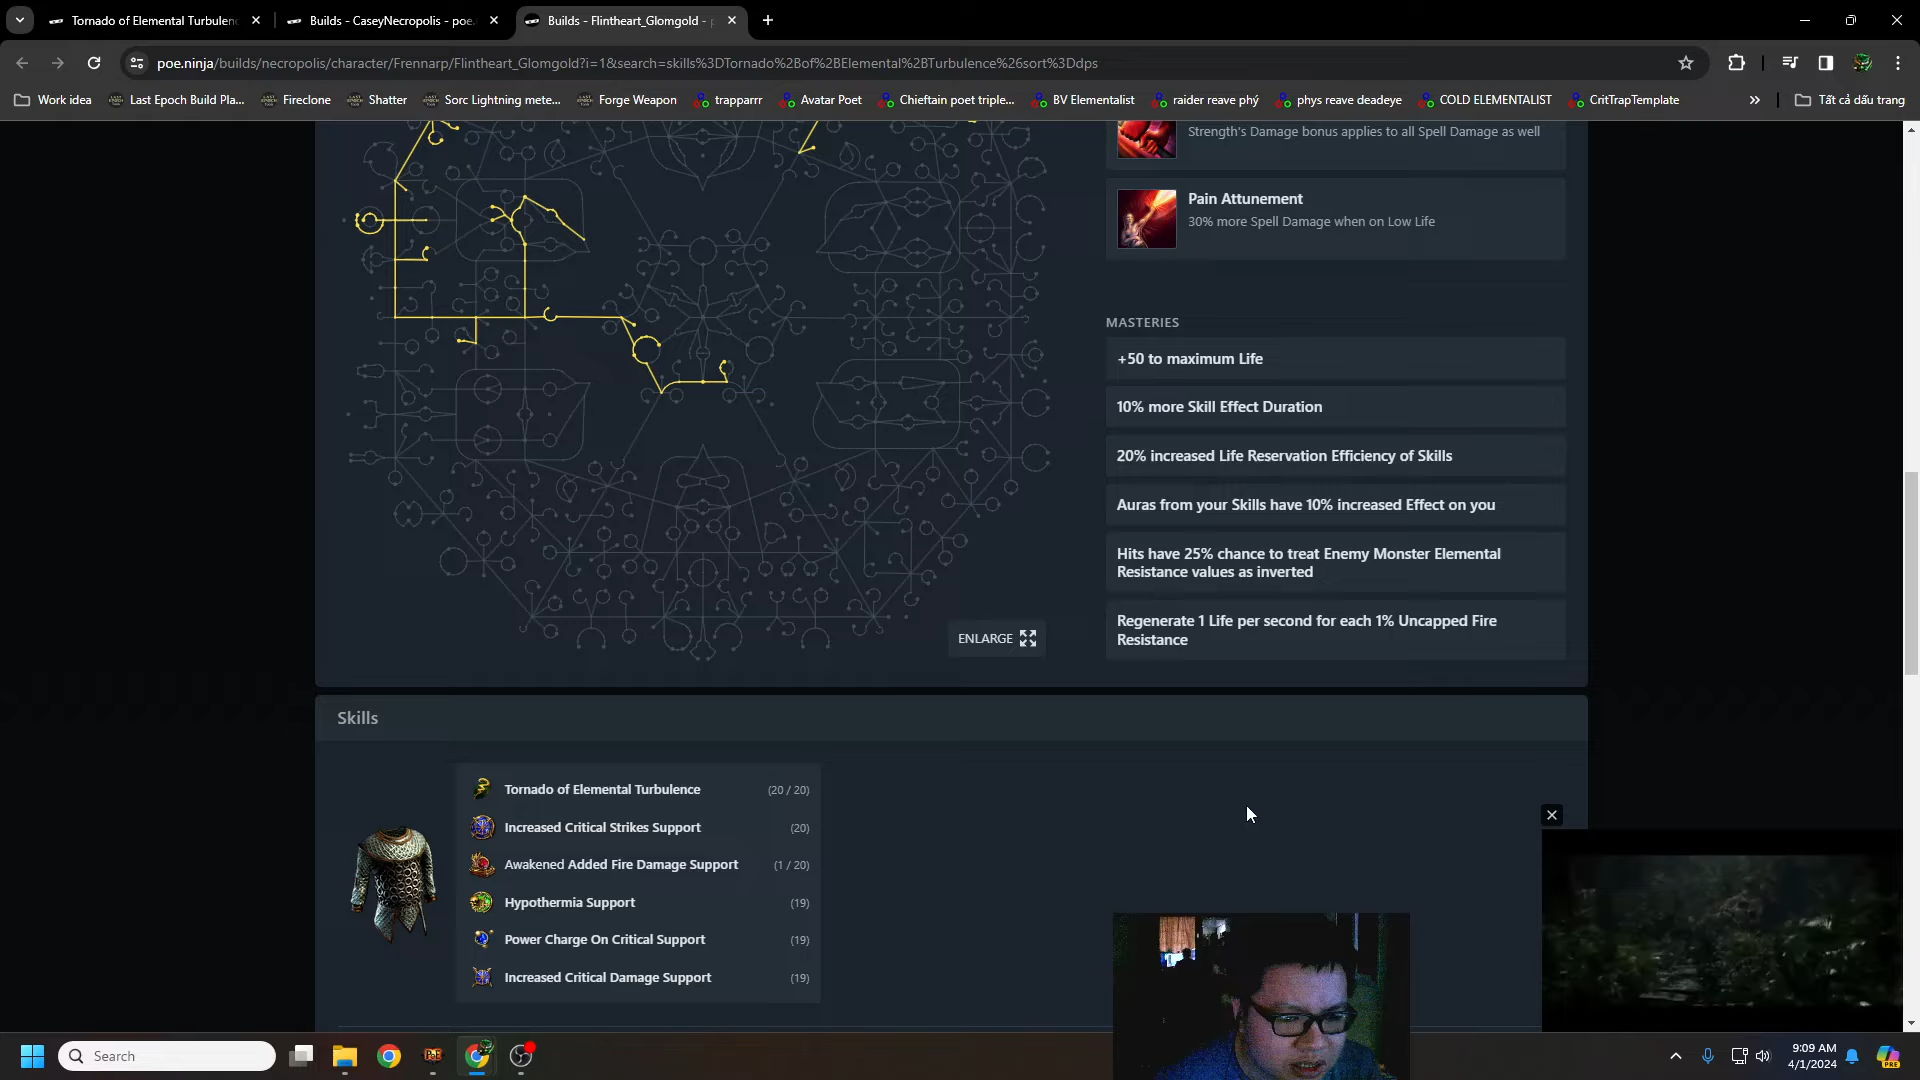 Tornado of Elemental Turbulen
Builds - CaseyNecropolis - poe.
Builds - Flintheart_Glomgold - p
poe.ninja/builds/necropolis/character/Frennarp/Flintheart_Glomgold?i=1&search=skills%3DTornado%2Bof%2BElemental%2BTurbulence%26sort%3Ddps
Work idea
Last Epoch Build Pla...
Fireclone
Shatter
Sorc Lightning mete...
Forge Weapon
trapparrr
Avatar Poet
Chieftain poet triple...
BV Elementalist
raider reave phý
phys reave deadeye
COLD ELEMENTALIST
CritTrapTemplate
Tất cả dấu trang
Strength's Damage bonus applies to all Spell Damage as well
Pain Attunement
30% more Spell Damage when on Low Life
MASTERIES
+50 to maximum Life
10% more Skill Effect Duration
20% increased Life Reservation Efficiency of Skills
Auras from your Skills have 10% increased Effect on you
Hits have 25% chance to treat Enemy Monster Elemental
Resistance values as inverted
Regenerate 1 Life per second for each 1% Uncapped Fire
Resistance
ENLARGE
Skills
Tornado of Elemental Turbulence (20 / 20)
Increased Critical Strikes Support (20)
Awakened Added Fire Damage Support (1 / 20)
Hypothermia Support (19)
Power Charge On Critical Support (19)
Increased Critical Damage Support (19)
Search
9:09 AM
4/1/2024
PRE